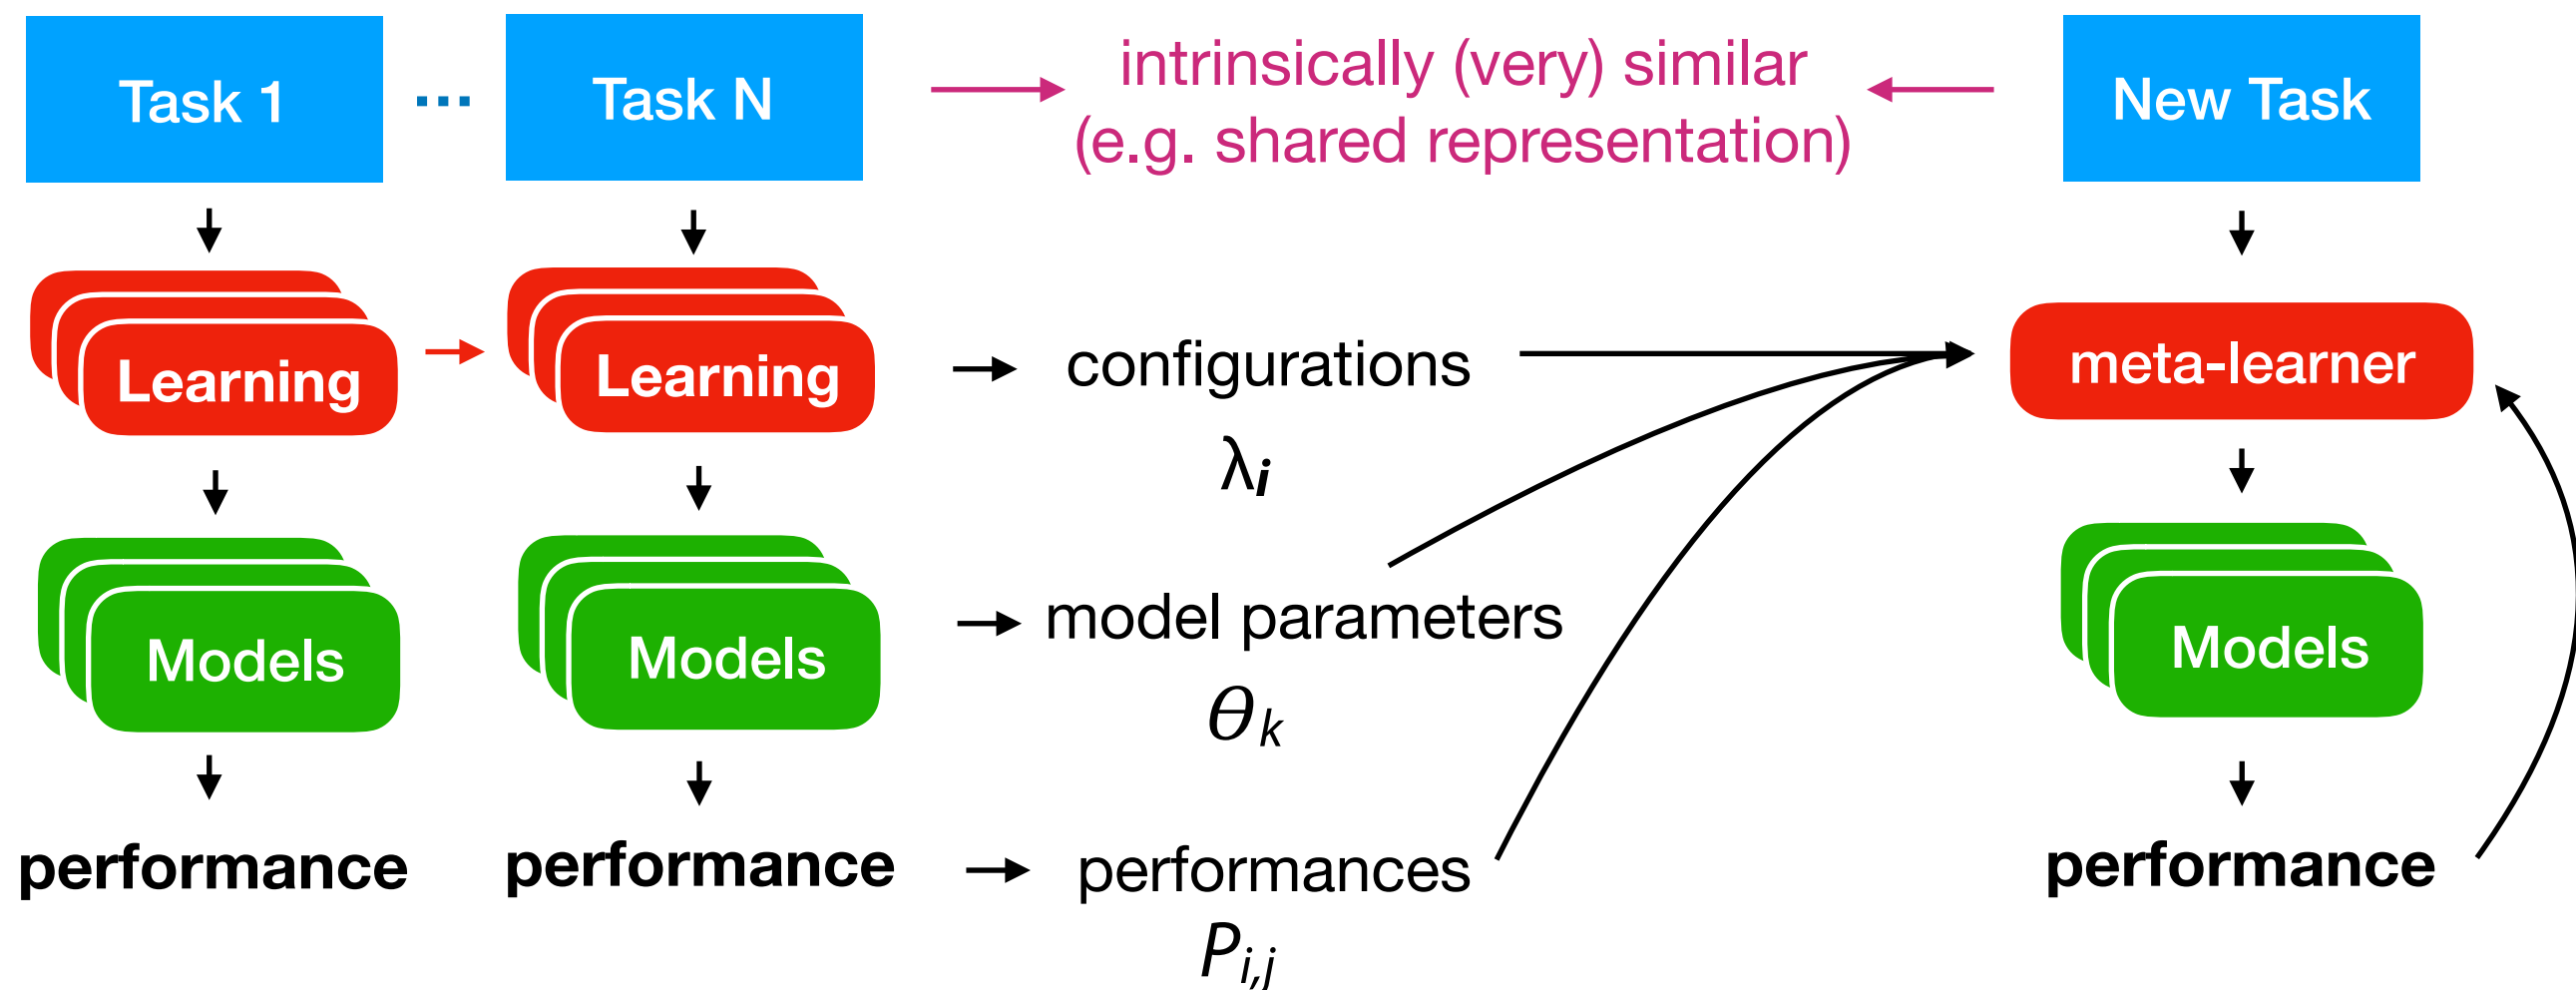 Task 1
...
Task N
intrinsically (very) similar
(e.g. shared representation)
New Task
Learning
Learning
configurations
λi
meta-learner
Models
Models
model parameters
θk
Models
performance
performance
performances
Pi,j
performance